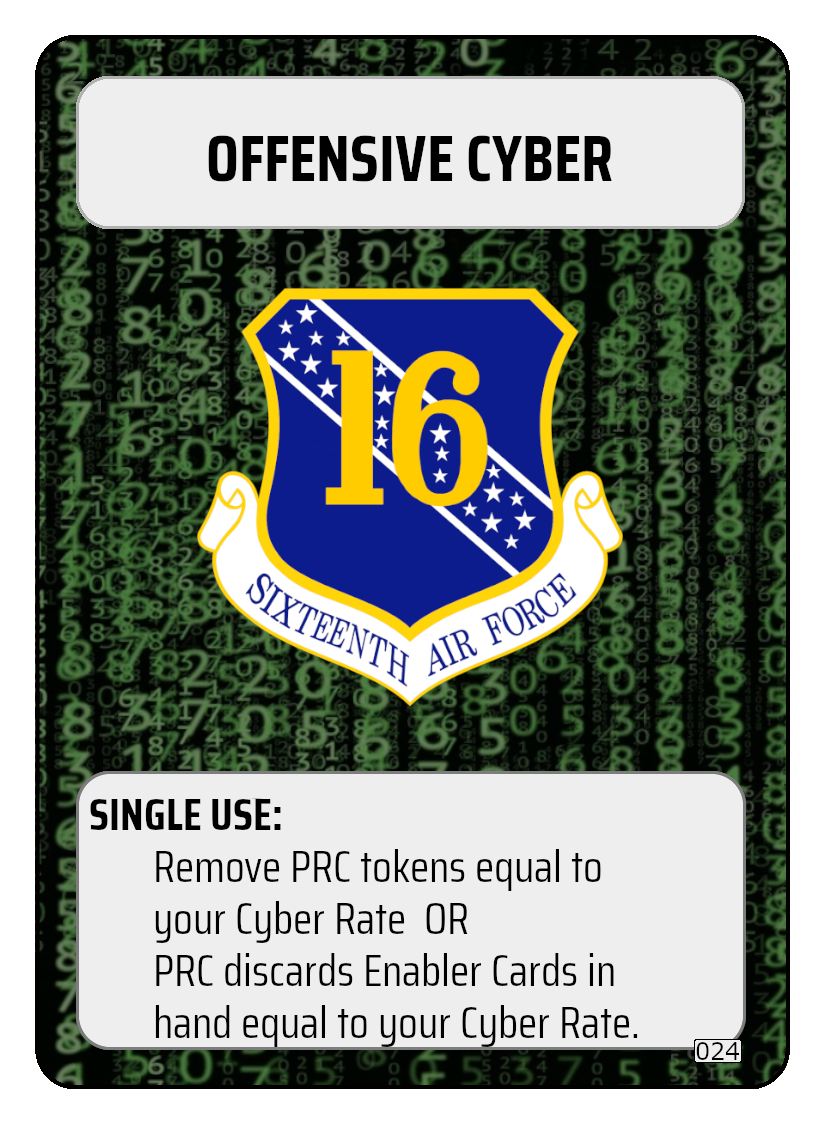 OFFENSIVE CYBER
16
SIXTEENTH AIR FORCE
SINGLE USE:
Remove PRC tokens equal to
your Cyber Rate OR
PRC discards Enabler Cards in
hand equal to your Cyber Rate.
024